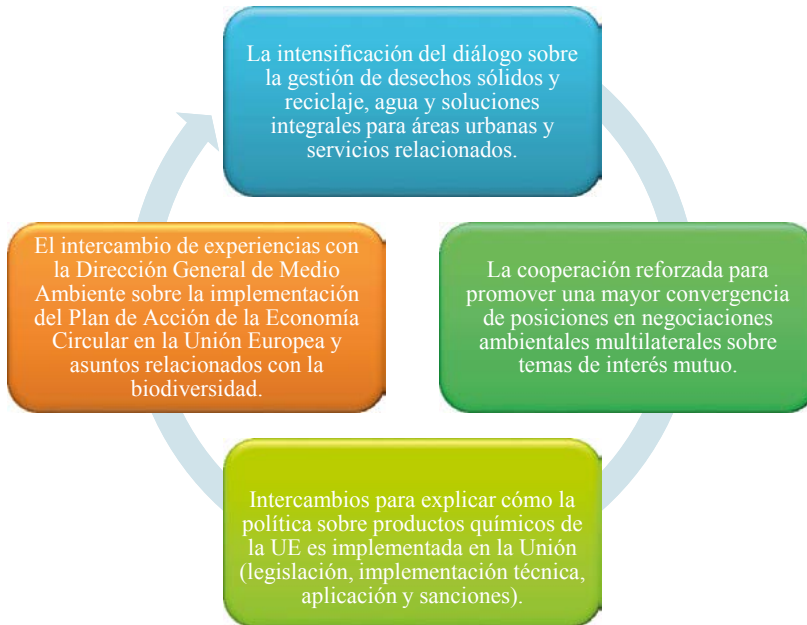 La intensificación del diálogo sobre
la gestión de desechos sólidos y
reciclaje, agua y soluciones
integrales para áreas urbanas y
servicios relacionados.
La cooperación reforzada para
promover una mayor convergencia
de posiciones en negociaciones
ambientales multilaterales sobre
temas de interés mutuo.
Intercambios para explicar cómo la
política sobre productos químicos de
la UE es implementada en la Unión
(legislación, implementación técnica,
aplicación y sanciones).
El intercambio de experiencias con
la Dirección General de Medio
Ambiente sobre la implementación
del Plan de Acción de la Economía
Circular en la Unión Europea y
asuntos relacionados con la
biodiversidad.